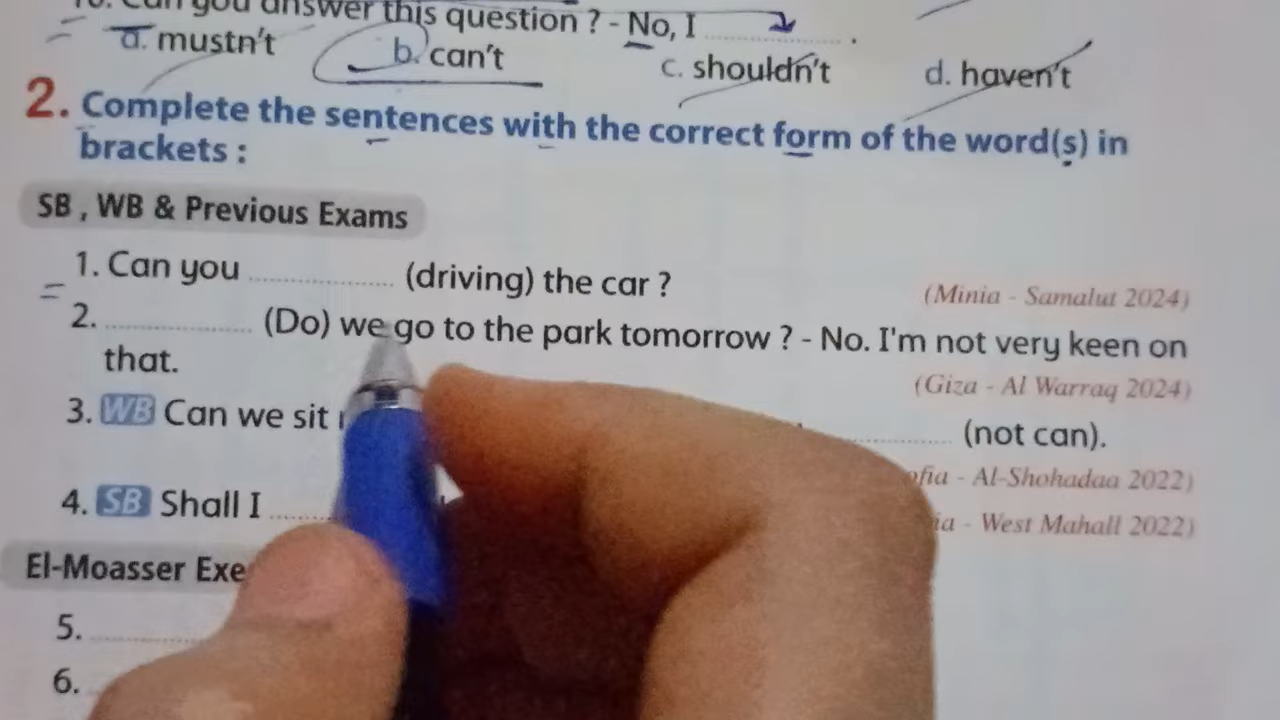 answer this question ? - No, I ........ .
a. mustn't b. can't c. shouldn't d. haven't
2. Complete the sentences with the correct form of the word(s) in
brackets :
SB , WB & Previous Exams
1. Can you ........ (driving) the car ?
(Minia - Samalut 2024)
2. ........ (Do) we go to the park tomorrow ? - No. I'm not very keen on
that.
(Giza - Al Warraq 2024)
3. WB Can we sit ........ (not can).
- Al-Shohadaa 2022)
4. SB Shall I ........
- West Mahall 2022)
El-Moasser
5. ........
6.